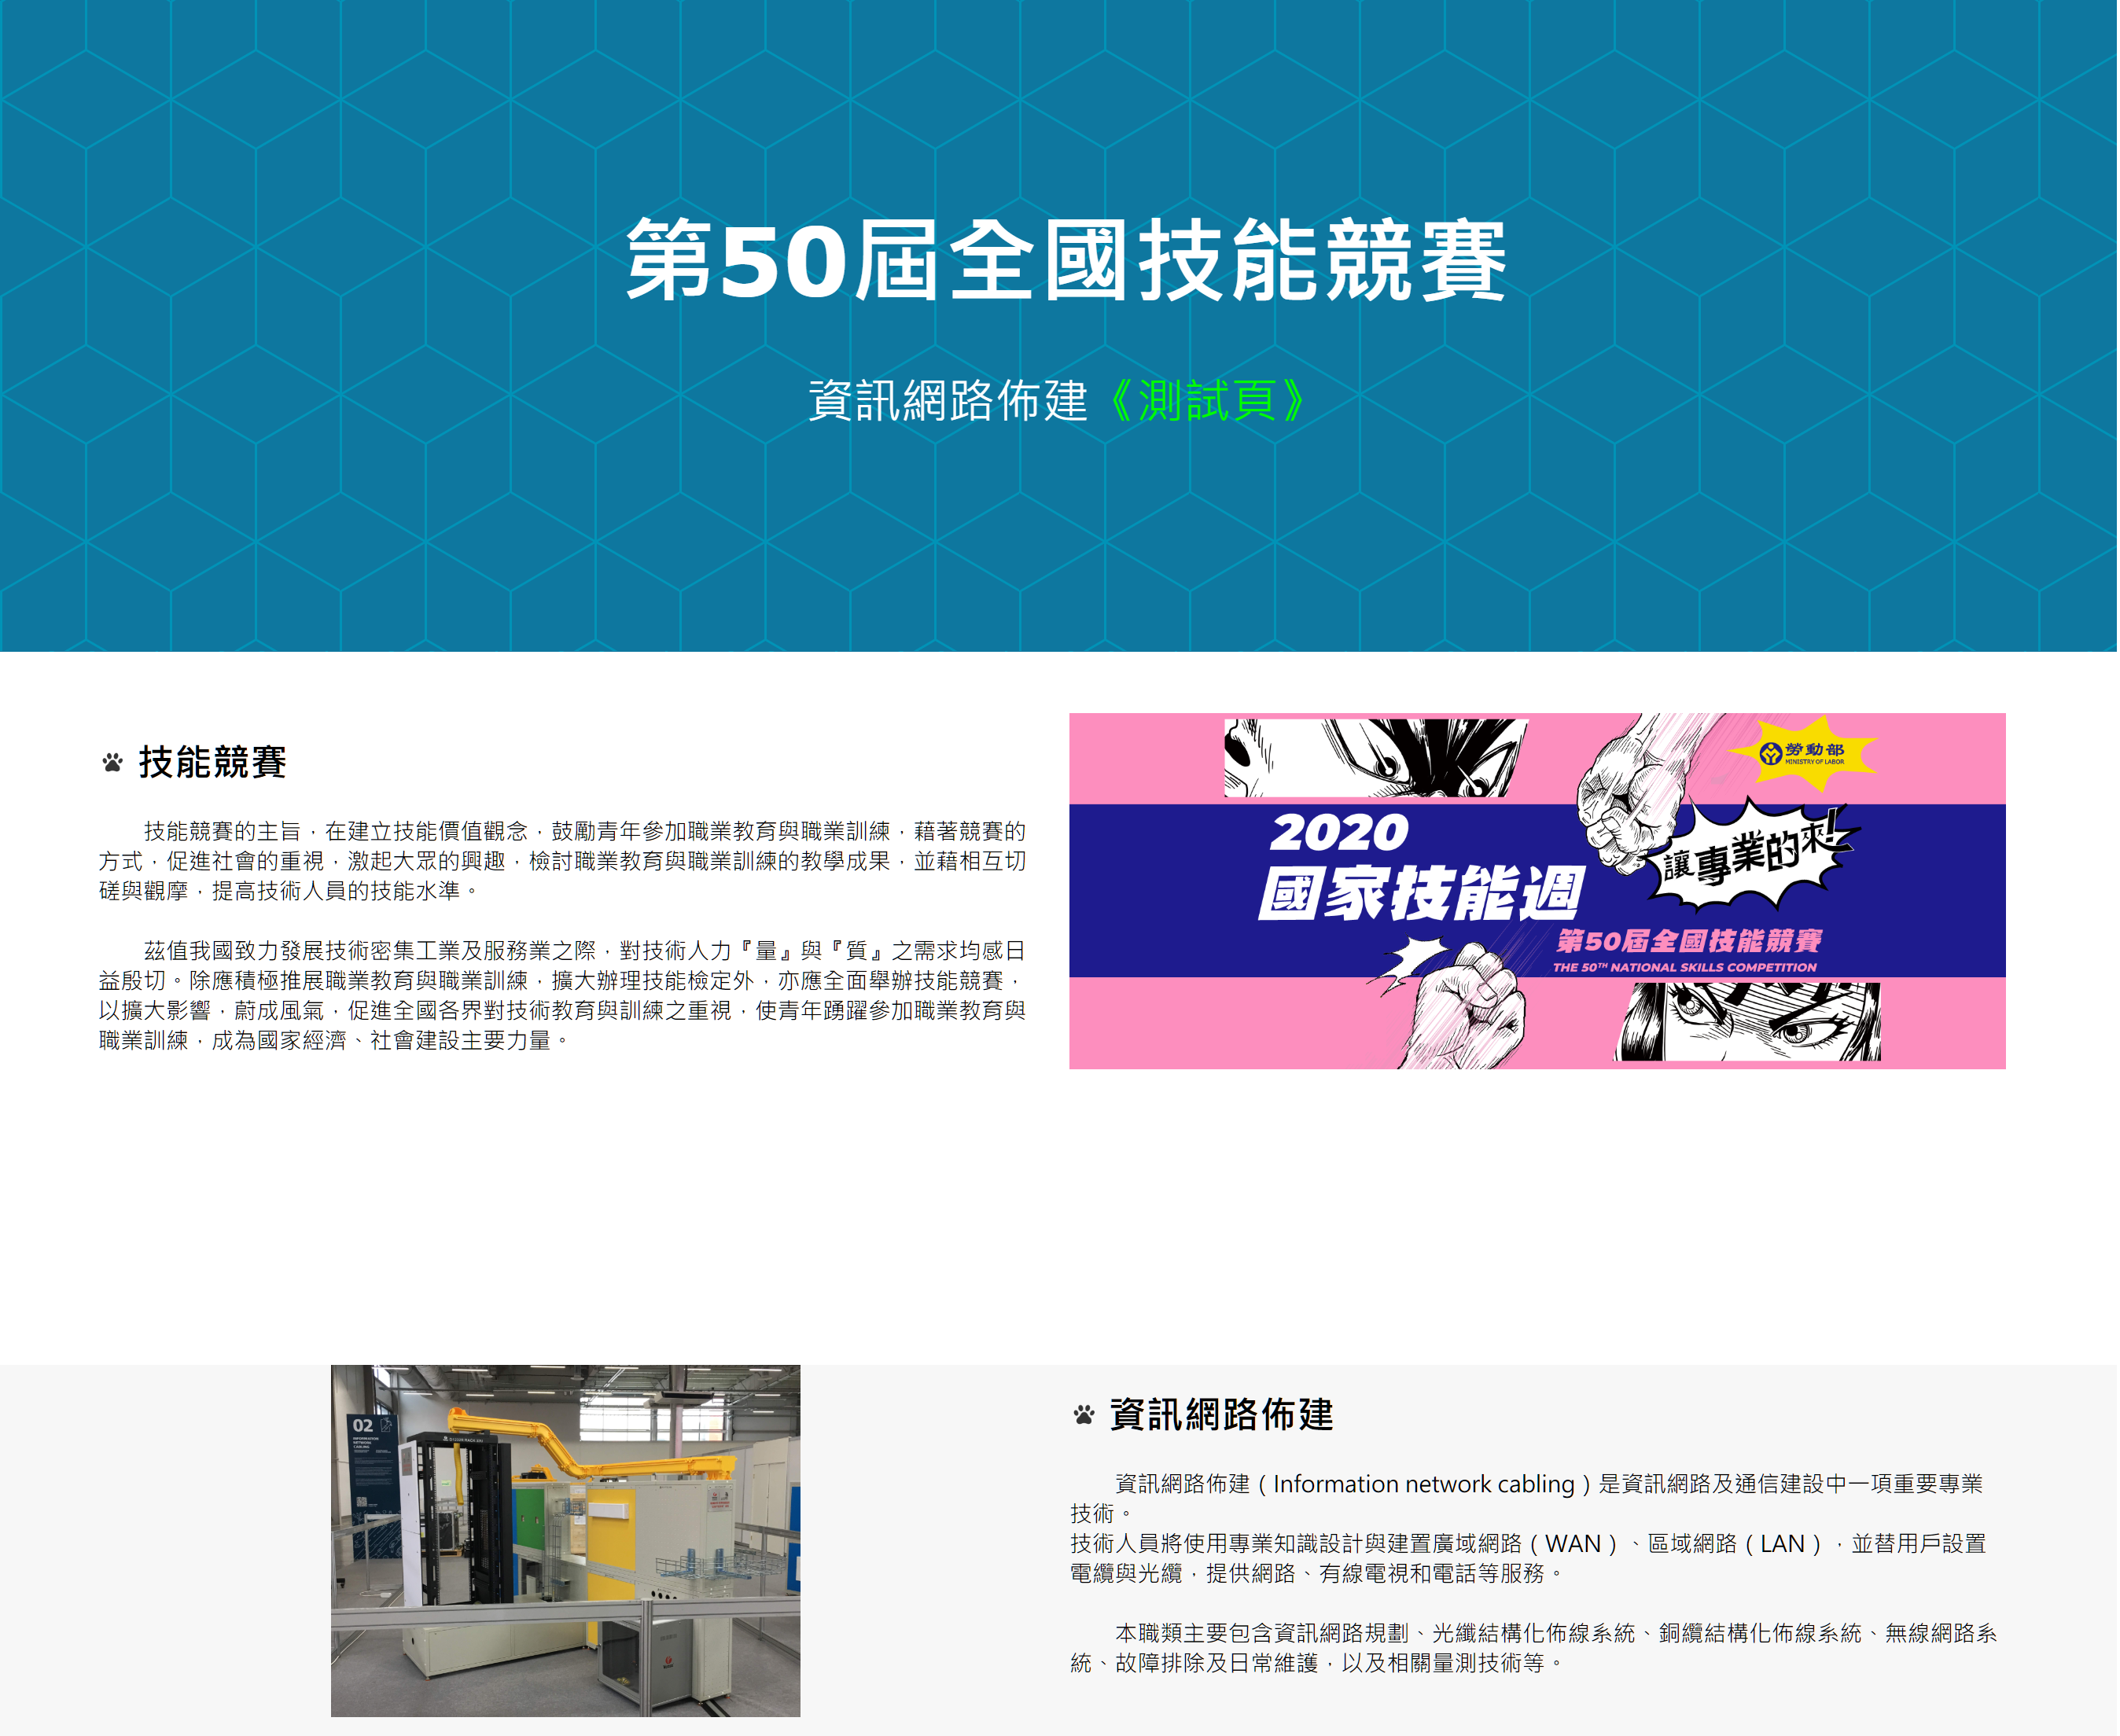 第50屆全國技能競賽
資訊網路佈建《測試頁》
技能競賽
技能競賽的主旨，在建立技能價值觀念，鼓勵青年參加職業教育與職業訓練，藉著競賽的
方式，促進社會的重視，激起大眾的興趣，檢討職業教育與職業訓練的教學成果，並藉相互切
磋與觀摩，提高技術人員的技能水準。
茲值我國致力發展技術密集工業及服務業之際，對技術人力『量』與『質』之需求均感日
益殷切。除應積極推展職業教育與職業訓練，擴大辦理技能檢定外，亦應全面舉辦技能競賽，
以擴大影響，蔚成風氣，促進全國各界對技術教育與訓練之重視，使青年踴躍參加職業教育與
職業訓練，成為國家經濟、社會建設主要力量。
勞動部
MINISTRY OF LABOR
2020
國家技能週
讓專業的來!
第50屆全國技能競賽
THE 50TH NATIONAL SKILLS COMPETITION
02
INFORMATION
NETWORK
CABLING
資訊網路佈建
資訊網路佈建（Information network cabling）是資訊網路及通信建設中一項重要專業
技術。
技術人員將使用專業知識設計與建置廣域網路（WAN）、區域網路（LAN），並替用戶設置
電纜與光纜，提供網路、有線電視和電話等服務。
本職類主要包含資訊網路規劃、光纖結構化佈線系統、銅纜結構化佈線系統、無線網路系
統、故障排除及日常維護，以及相關量測技術等。